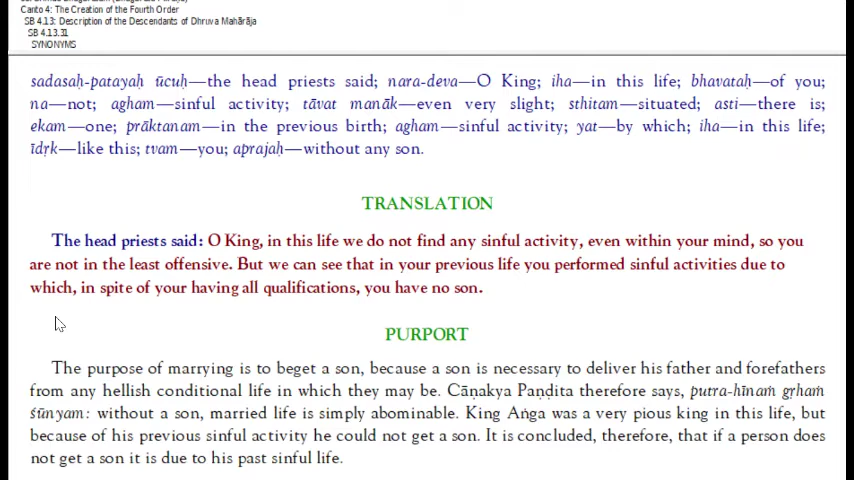 Canto 4: The Creation of the Fourth Order
SB 4.13: Description of the Descendants of Dhruva Mahārāja
SB 4.13.31
SYNONYMS
sadasaḥ-patayaḥ ūcuḥ—the head priests said; nara-deva—O King; iha—in this life; bhavataḥ—of you;
na—not; agham—sinful activity; tāvat manāk—even very slight; sthitam—situated; asti—there is;
ekam—one; prāktanam—in the previous birth; agham—sinful activity; yat—by which; iha—in this life;
īdṛk—like this; tvam—you; aprajaḥ—without any son.
TRANSLATION
The head priests said: O King, in this life we do not find any sinful activity, even within your mind, so you
are not in the least offensive. But we can see that in your previous life you performed sinful activities due to
which, in spite of your having all qualifications, you have no son.
PURPORT
The purpose of marrying is to beget a son, because a son is necessary to deliver his father and forefathers
from any hellish conditional life in which they may be. Cāṇakya Paṇḍita therefore says, putra-hīnaṁ gṛhaṁ
śūnyam: without a son, married life is simply abominable. King Aṅga was a very pious king in this life, but
because of his previous sinful activity he could not get a son. It is concluded, therefore, that if a person does
not get a son it is due to his past sinful life.